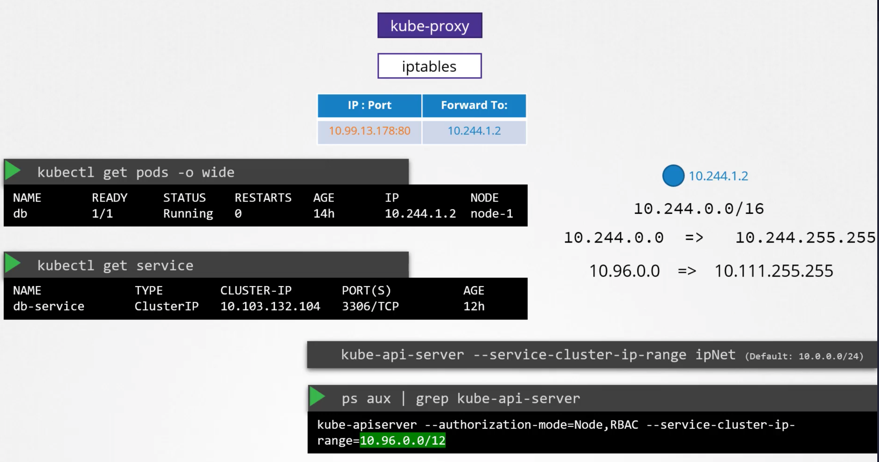 kube-proxy
iptables
IP : Port Forward To:
10.99.13.178:80 10.244.1.2
kubectl get pods -o wide
NAME READY STATUS RESTARTS AGE IP NODE
db 1/1 Running 0 14h 10.244.1.2 node-1
10.244.1.2
10.244.0.0/16
10.244.0.0 => 10.244.255.255
10.96.0.0 => 10.111.255.255
kubectl get service
NAME TYPE CLUSTER-IP PORT(S) AGE
db-service ClusterIP 10.103.132.104 3306/TCP 12h
kube-api-server --service-cluster-ip-range ipNet (Default: 10.0.0.0/24)
ps aux | grep kube-api-server
kube-apiserver --authorization-mode=Node,RBAC --service-cluster-ip-
range=10.96.0.0/12